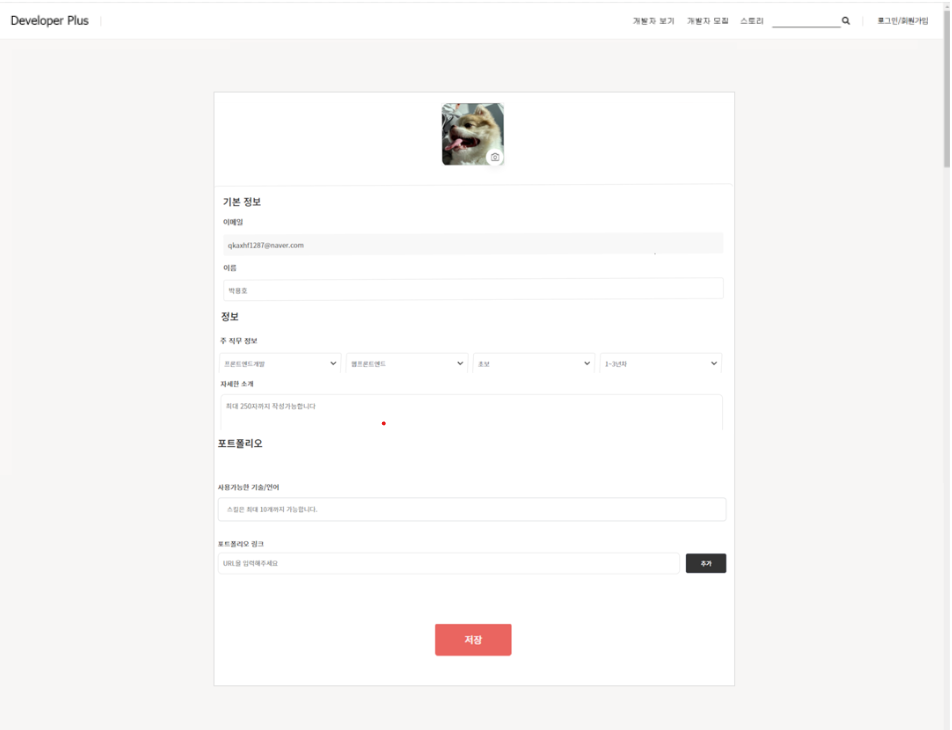 Developer Plus
개발자 보기 개발자 모집 스토리 로그인/회원가입
기본 정보
이메일
qkaxhf1287@naver.com
이름
정보
주 직무 정보
프론트엔드개발 웹프론트엔드 초보 1~3년차
자세한 소개
최대 250자까지 작성가능합니다
포트폴리오
사용가능한 기술/언어
스킬은 최대 10개까지 가능합니다.
포트폴리오 링크
URL을 입력해주세요 추가
저장